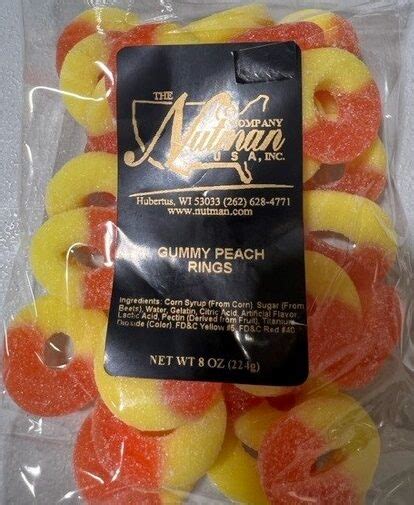 THE
COMPANY
Nutman
USA, INC.
Hubertus, WI 53033 (262) 628-4771
www.nutman.com
GUMMY PEACH
RINGS
Ingredients: Corn Syrup (From Corn), Sugar (From
Beets), Water, Gelatin, Citric Acid, Artificial Flavor,
Lactic Acid, Pectin (Derived from Fruit), Titanium
Dioxide (Color), FD&C Yellow #5, FD&C Red #40
NET WT 8 OZ (224g)